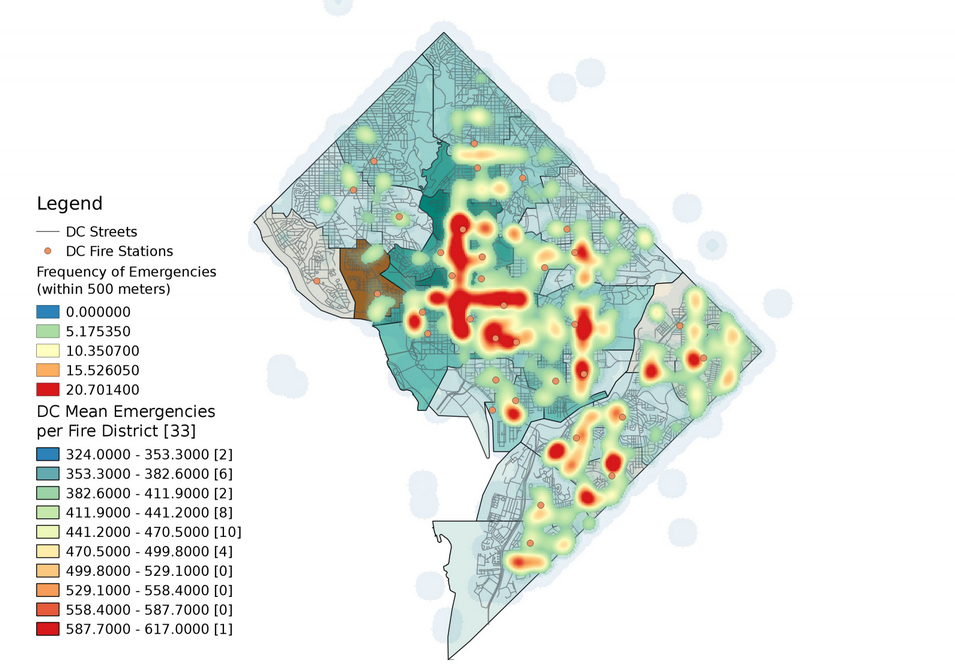 Legend
DC Streets
DC Fire Stations
Frequency of Emergencies
(within 500 meters)
0.000000
5.175350
10.350700
15.526050
20.701400
DC Mean Emergencies
per Fire District [33]
324.0000 - 353.3000 [2]
353.3000 - 382.6000 [6]
382.6000 - 411.9000 [2]
411.9000 - 441.2000 [8]
441.2000 - 470.5000 [10]
470.5000 - 499.8000 [4]
499.8000 - 529.1000 [0]
529.1000 - 558.4000 [0]
558.4000 - 587.7000 [0]
587.7000 - 617.0000 [1]